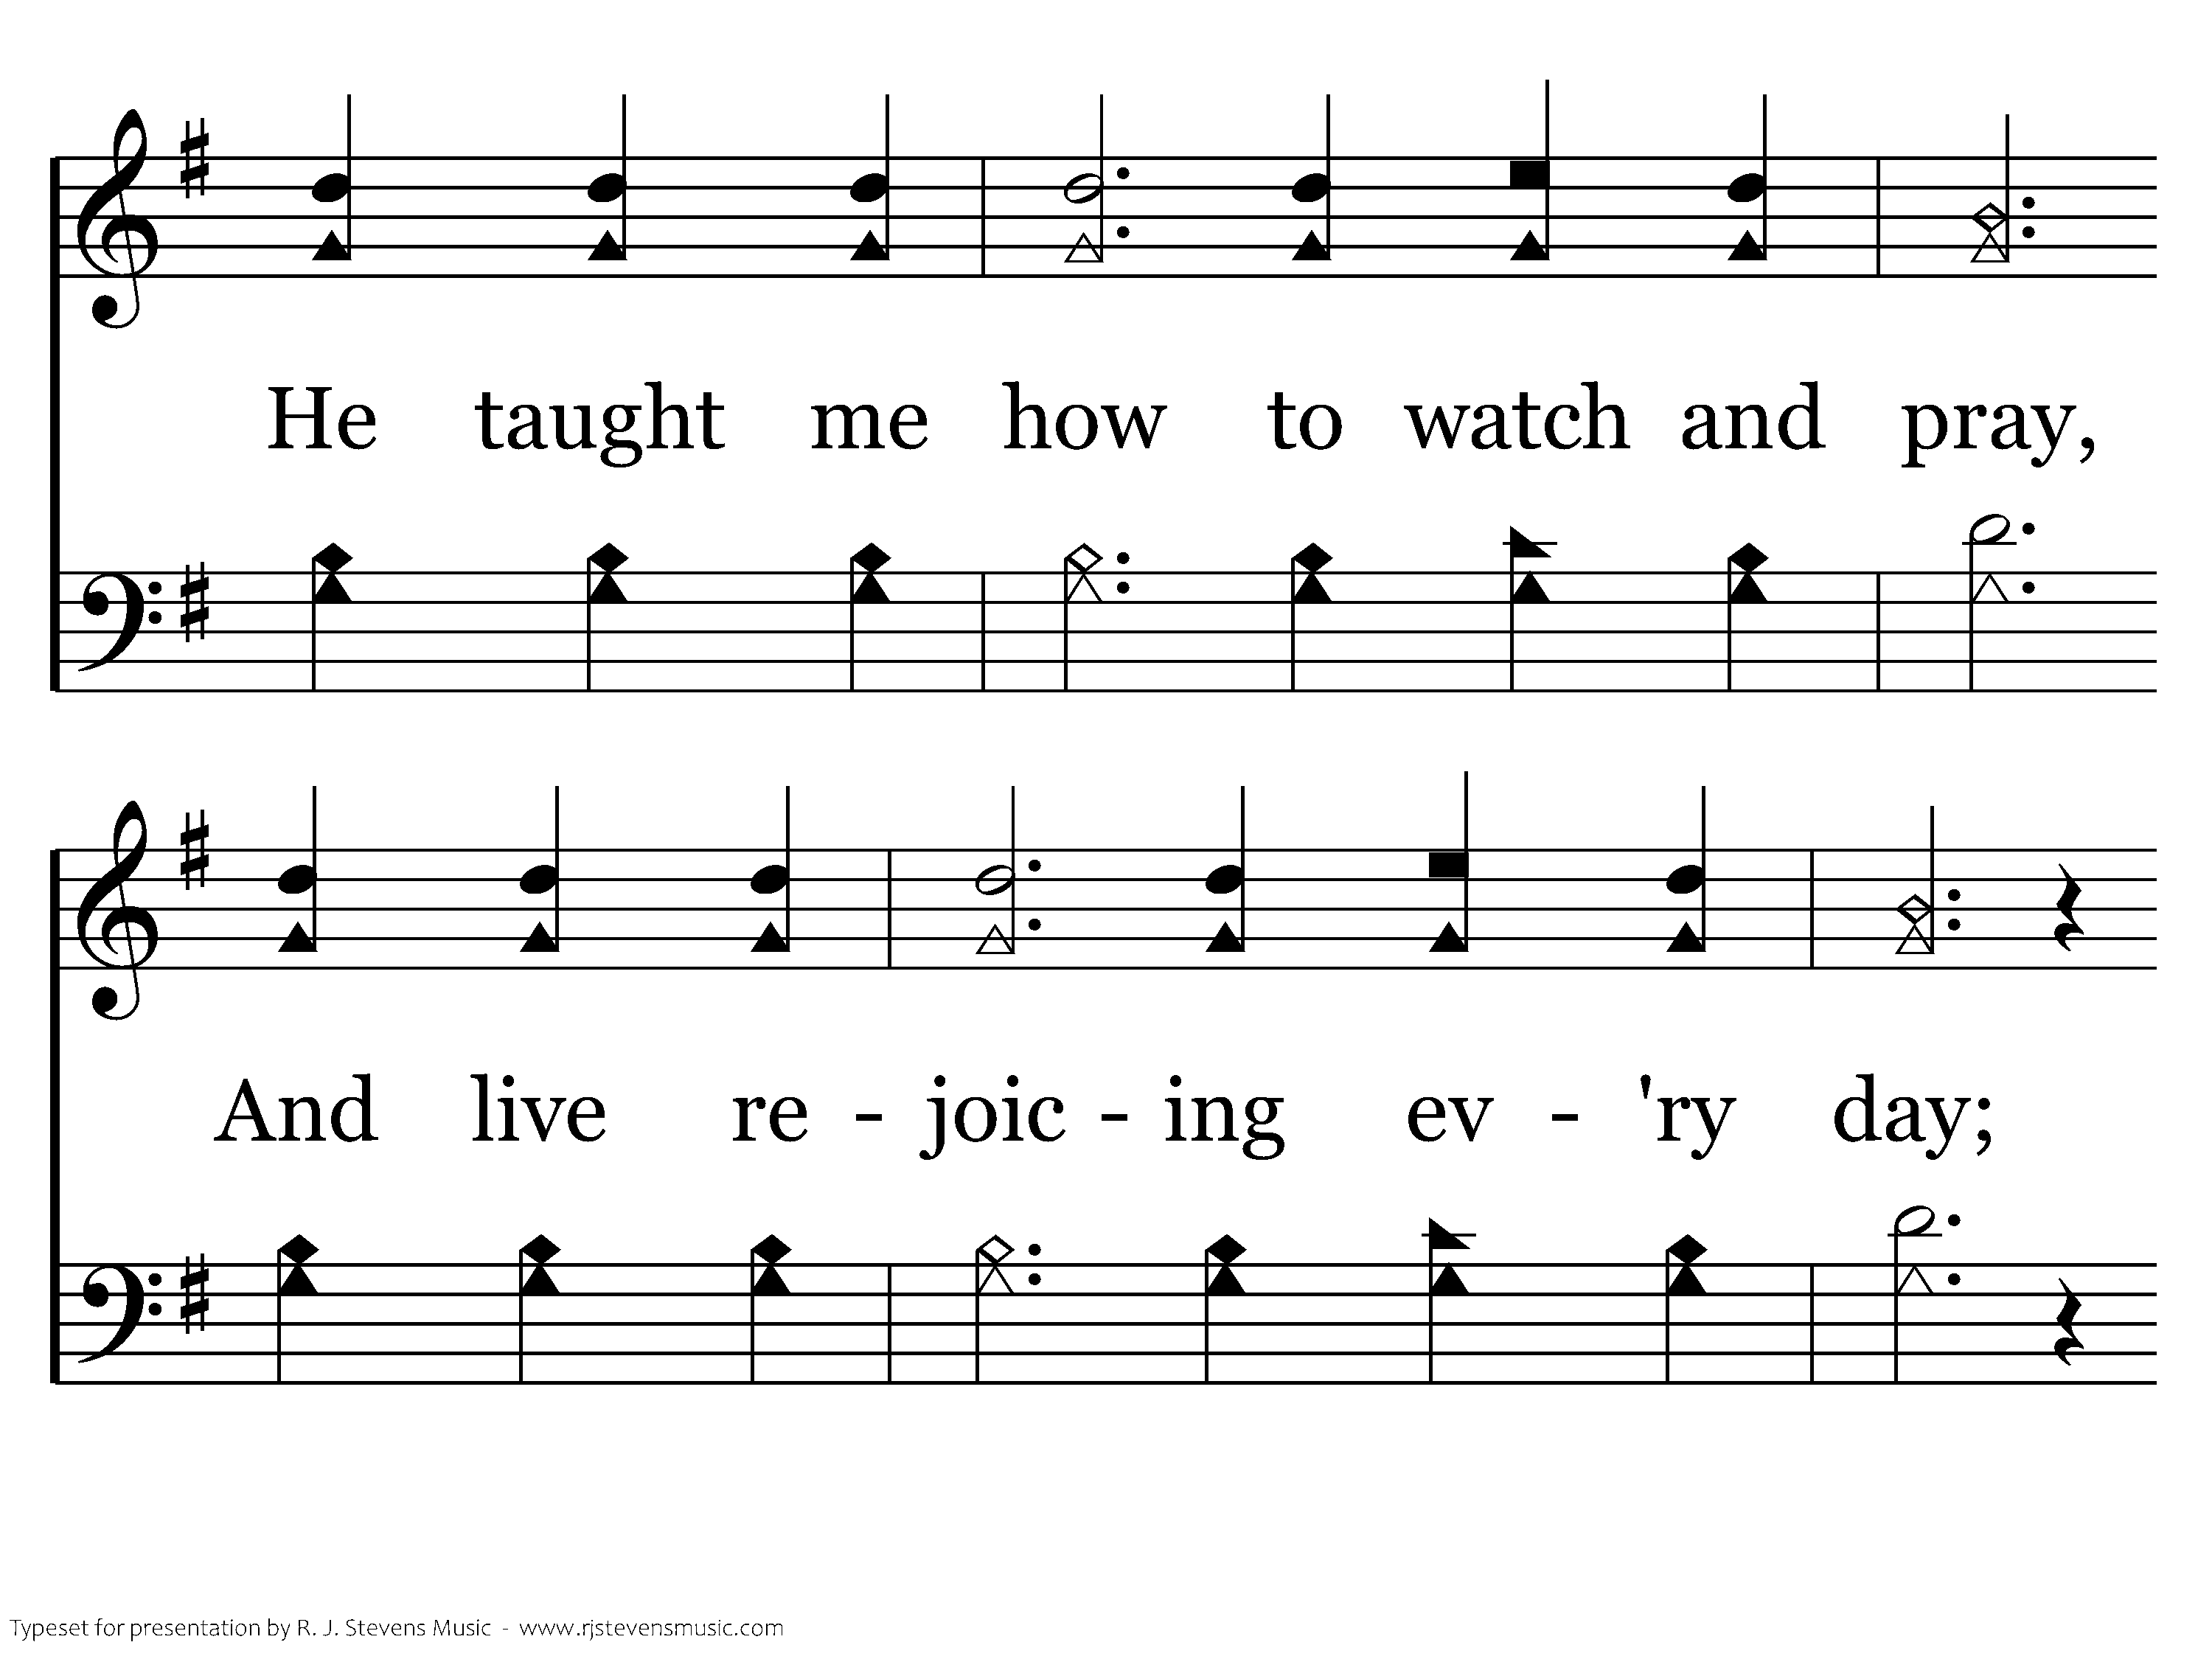 He taught me how to watch and pray,
And live re - joic - ing ev - 'ry day;
Typeset for presentation by R. J. Stevens Music - www.rjstevensmusic.com